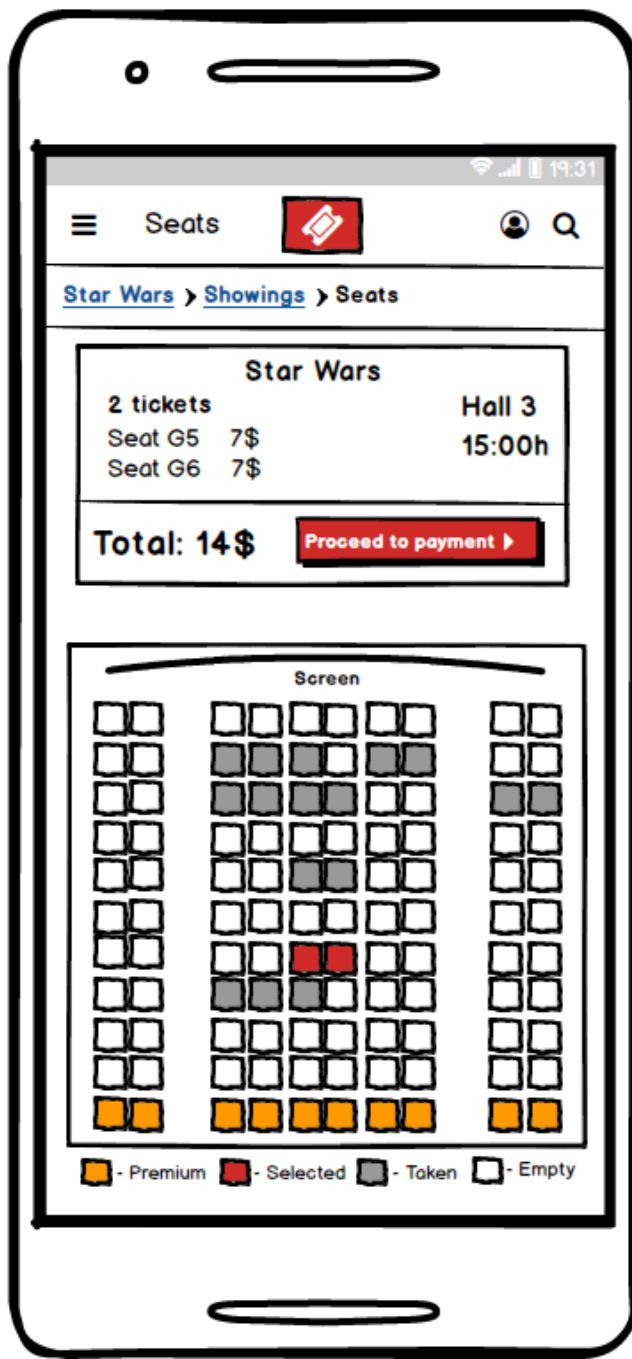 19:31
Seats
Star Wars > Showings > Seats
Star Wars
2 tickets
Hall 3
Seat G5 7$
15:00h
Seat G6 7$
Total: 14$
Proceed to payment
Screen
- Premium - Selected - Taken - Empty